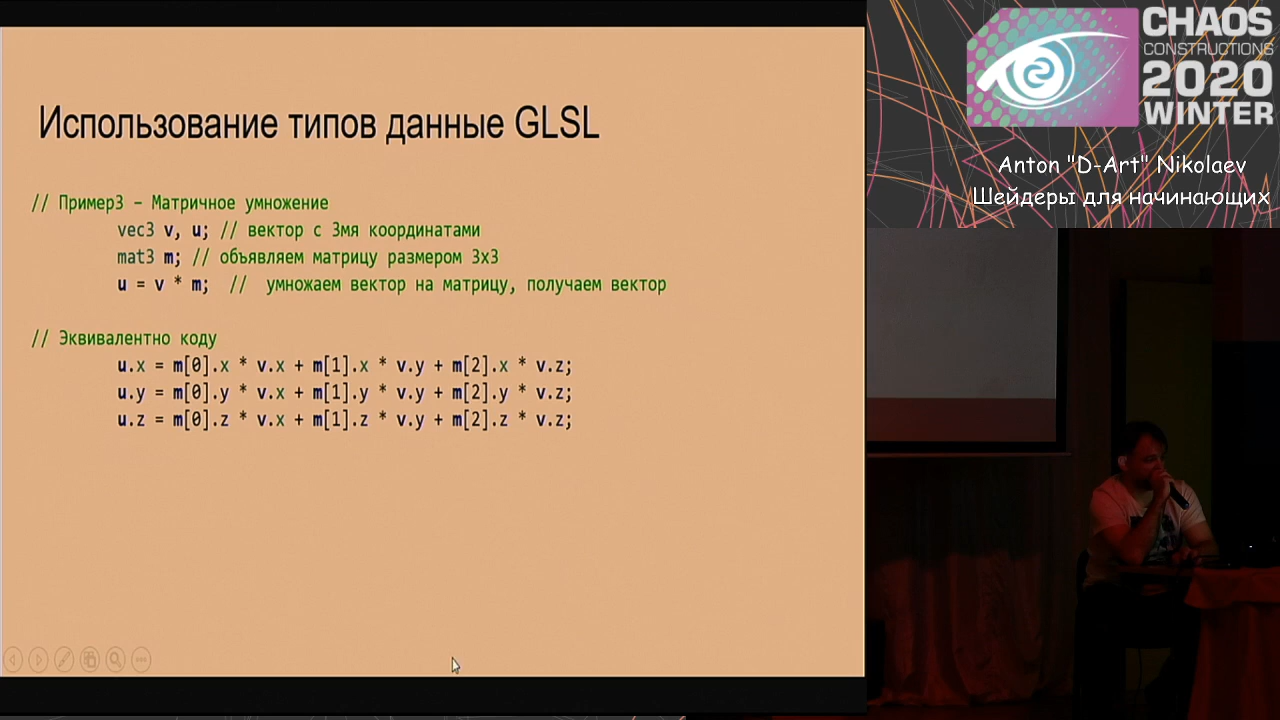 Использование типов данные GLSL
// Пример3 – Матричное умножение
vec3 v, u; // вектор с 3мя координатами
mat3 m; // объявляем матрицу размером 3x3
u = v * m; // умножаем вектор на матрицу, получаем вектор
// Эквивалентно коду
u.x = m[0].x * v.x + m[1].x * v.y + m[2].x * v.z;
u.y = m[0].y * v.x + m[1].y * v.y + m[2].y * v.z;
u.z = m[0].z * v.x + m[1].z * v.y + m[2].z * v.z;
CHAOS
CONSTRUCTIONS
2020
WINTER
Anton "D-Art" Nikolaev
Шейдеры для начинающих